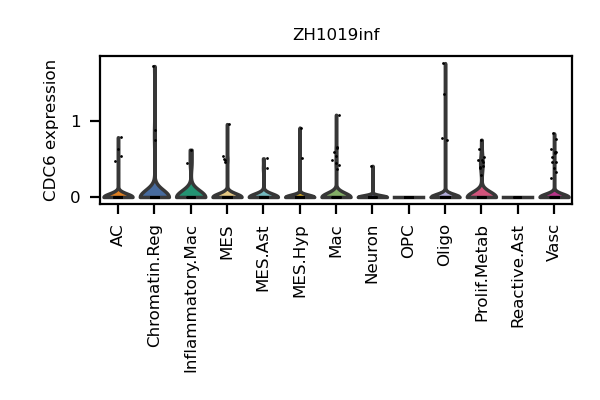 ZH1019inf
CDC6 expression
1
0
AC
Chromatin.Reg
Inflammatory.Mac
MES
MES.Ast
MES.Hyp
Mac
Neuron
OPC
Oligo
Prolif.Metab
Reactive.Ast
Vasc